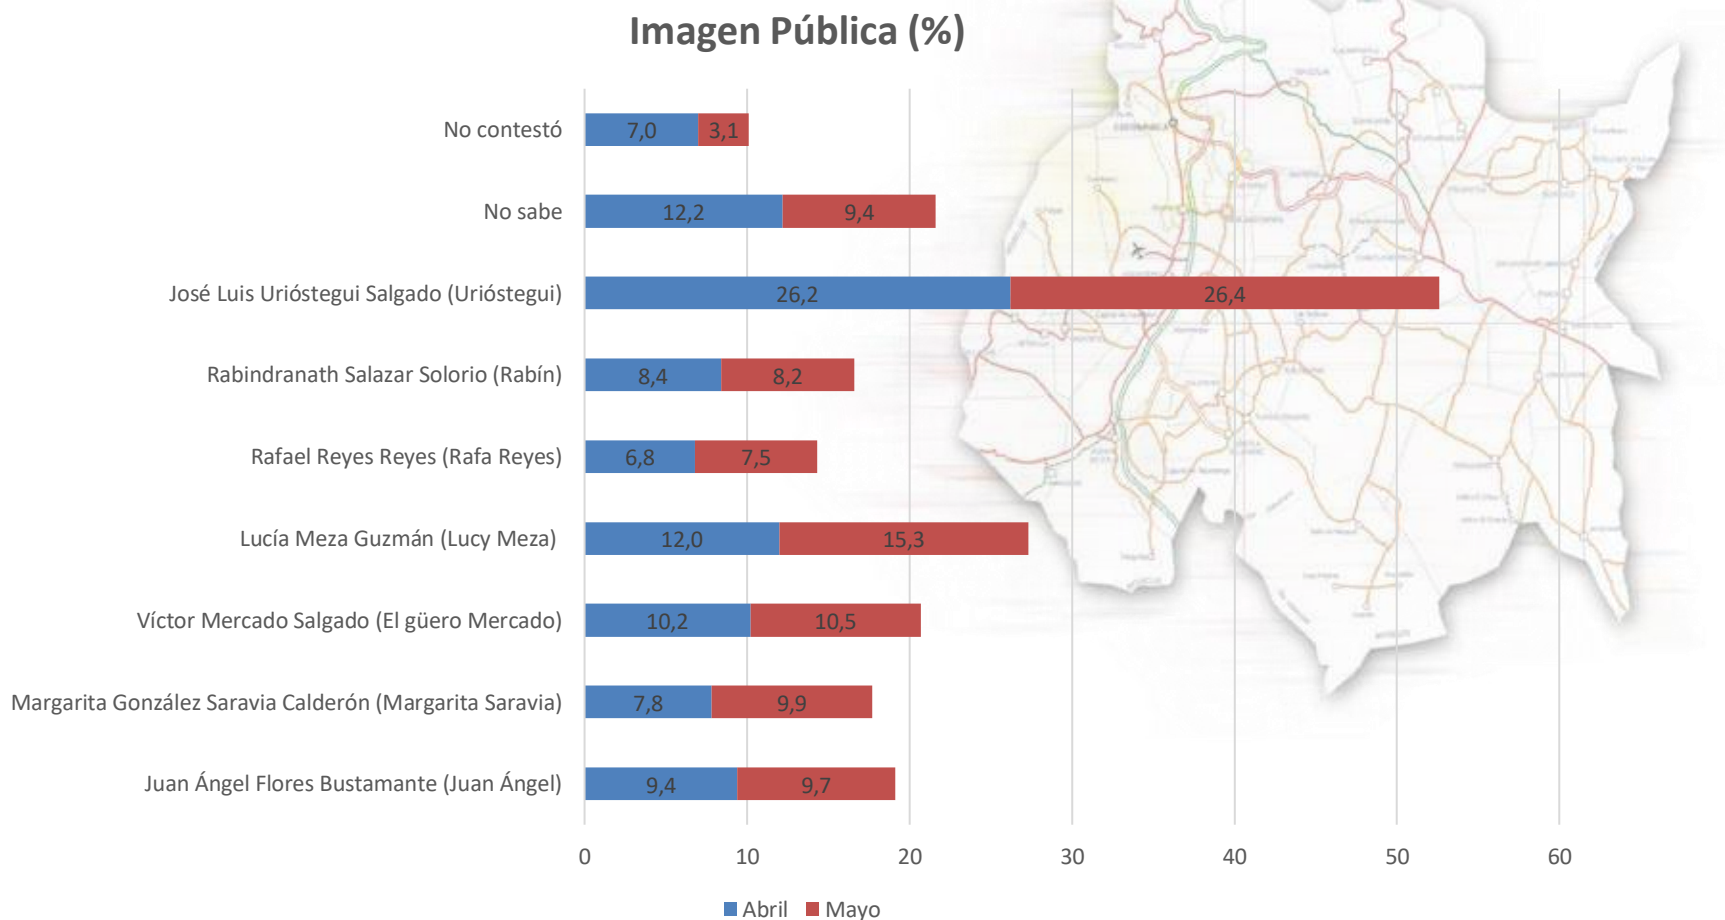 Imagen Pública (%)
No contestó
7,0 3,1
No sabe
12,2 9,4
José Luis Urióstegui Salgado (Urióstegui)
26,2 26,4
Rabindranath Salazar Solorio (Rabín)
8,4 8,2
Rafael Reyes Reyes (Rafa Reyes)
6,8 7,5
Lucía Meza Guzmán (Lucy Meza)
12,0 15,3
Víctor Mercado Salgado (El güero Mercado)
10,2 10,5
Margarita González Saravia Calderón (Margarita Saravia)
7,8 9,9
Juan Ángel Flores Bustamante (Juan Ángel)
9,4 9,7
0 10 20 30 40 50 60
Abril Mayo